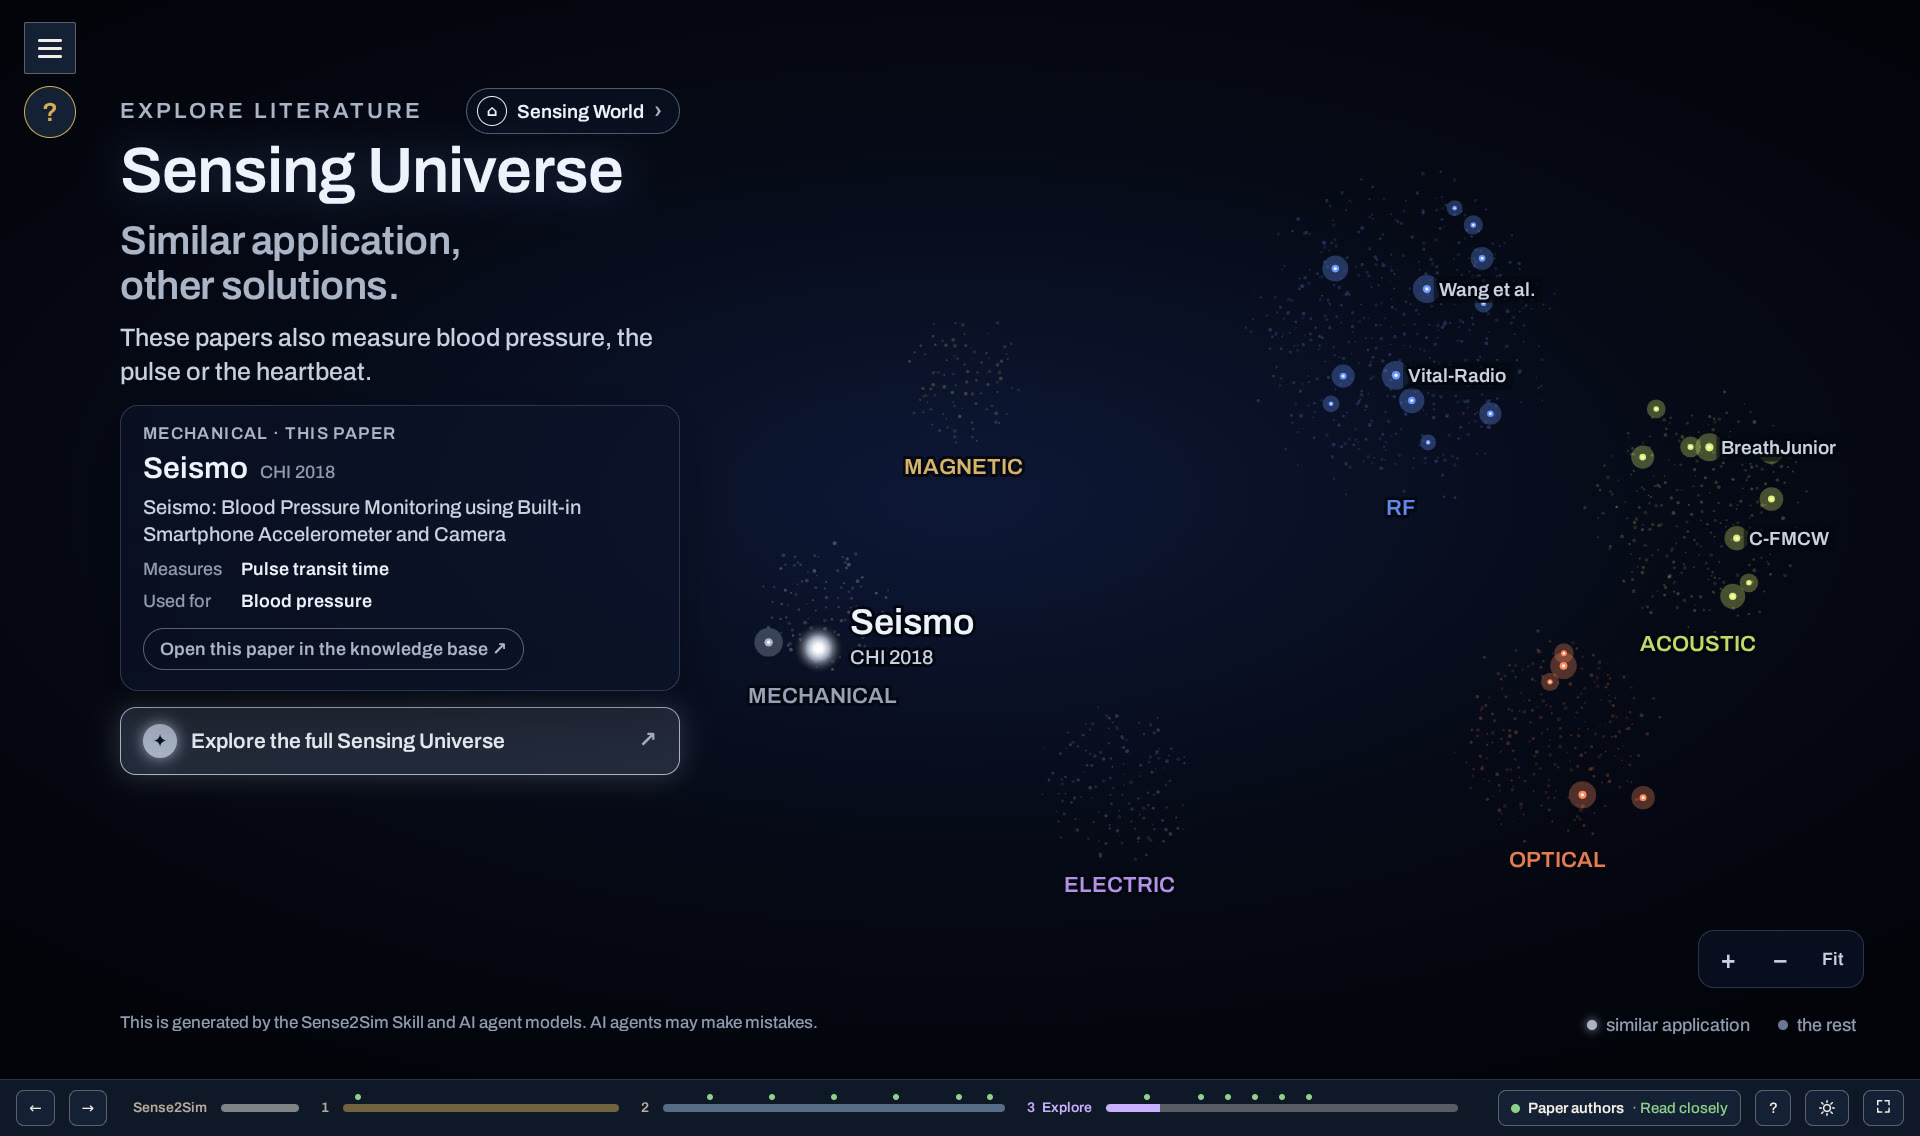 ?
EXPLORE LITERATURE
Sensing World ›
Sensing Universe
Similar application,
other solutions.
These papers also measure blood pressure, the
pulse or the heartbeat.
MECHANICAL · THIS PAPER
Seismo CHI 2018
Seismo: Blood Pressure Monitoring using Built-in
Smartphone Accelerometer and Camera
Measures Pulse transit time
Used for Blood pressure
Open this paper in the knowledge base ↗
Explore the full Sensing Universe ↗
Wang et al.
Vital-Radio
RF
MAGNETIC
BreathJunior
C-FMCW
ACOUSTIC
Seismo
CHI 2018
MECHANICAL
OPTICAL
ELECTRIC
+ − Fit
This is generated by the Sense2Sim Skill and AI agent models. AI agents may make mistakes.
similar application the rest
← → Sense2Sim 1 2 3 Explore Paper authors · Read closely ?